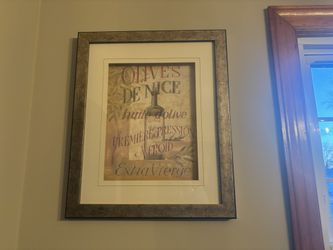 OLIVES
DE NICE
huile d'olive
PREMIERE PRESSION
A FROID
Extra Vierge